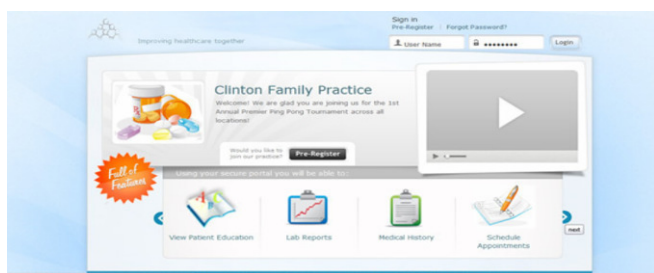 Sign in
Pre-Register | Forgot Password?
Improving healthcare together
User Name
Login
Clinton Family Practice
Welcome! We are glad you are joining us for the 1st
Annual Premier Ping Pong Tournament across all
locations!
Would you like to
join our practice?
Pre-Register
Full of
Features
Using your secure portal you will be able to:
View Patient Education
Lab Reports
Medical History
Schedule
Appointments
next